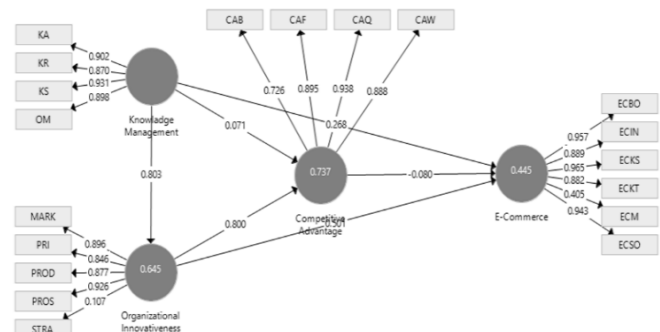 CAB
CAF
CAQ
CAW
KA
KR
KS
OM
0.902
0.870
0.931
0.898
Knowladge
Management
0.726
0.895
0.938
0.888
0.071
0.268
0.803
0.737
Competitive
Advantage
-0.080
0.800
0.501
0.445
E-Commerce
ECBO
ECIN
ECKS
ECKT
ECM
ECSO
0.957
0.889
0.965
0.882
0.405
0.943
MARK
PRI
PROD
PROS
STRA
0.896
0.846
0.877
0.926
0.107
0.645
Organizational
Innovativeness